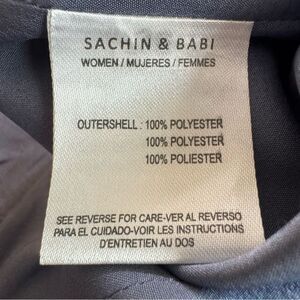 SACHIN & BABI
WOMEN / MUJERES / FEMMES
OUTERSHELL : 100% POLYESTER
100% POLYESTER
100% POLIESTER
SEE REVERSE FOR CARE-VER AL REVERSO
PARA EL CUIDADO-VOIR LES INSTRUCTIONS
D'ENTRETIEN AU DOS